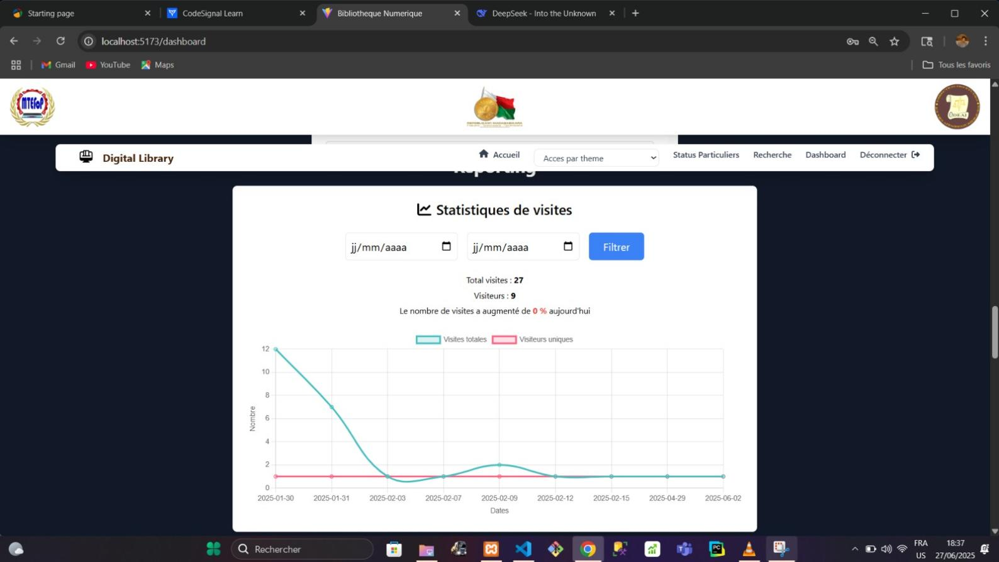 Starting page
CodeSignal Learn
Bibliotheque Numerique
DeepSeek - Into the Unknown
localhost:5173/dashboard
Gmail
YouTube
Maps
Tous les favoris
MTEFoP
Digital Library
Accueil
Acces par theme
Status Particuliers
Recherche
Dashboard
Déconnecter
Reporting
Statistiques de visites
jj/mm/aaaa
jj/mm/aaaa
Filtrer
Total visites : 27
Visiteurs : 9
Le nombre de visites a augmenté de 0 % aujourd'hui
Visites totales
Visiteurs uniques
12
10
8
6
4
2
0
Nombre
2025-01-30
2025-01-31
2025-02-03
2025-02-07
2025-02-09
2025-02-12
2025-02-15
2025-04-29
2025-06-02
Dates
Rechercher
PC
FRA
US
18:37
27/06/2025